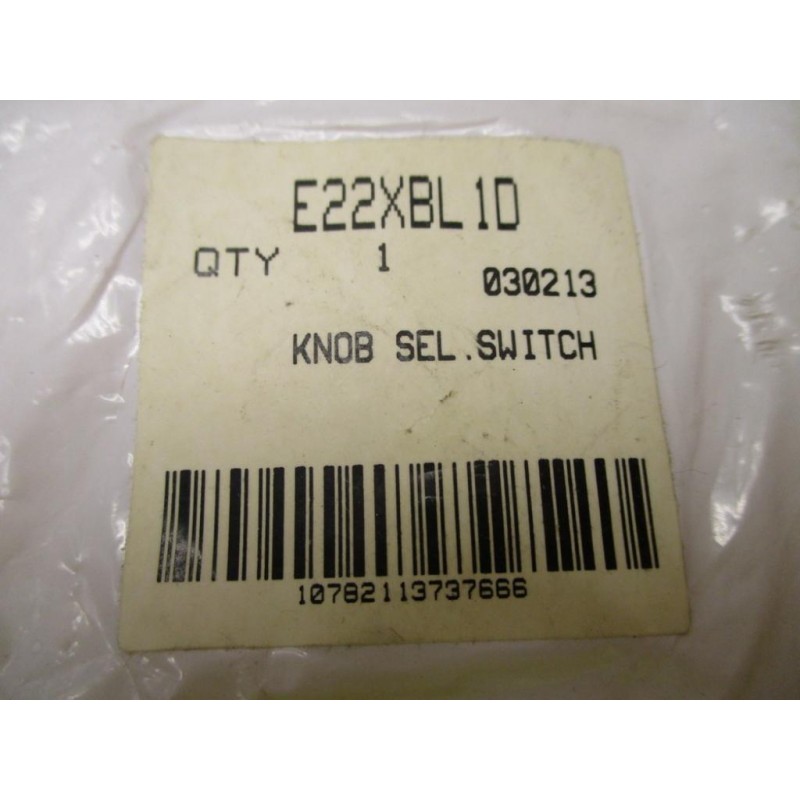 E22XBL1D
QTY 1
030213
KNOB SEL.SWITCH
10782113737666